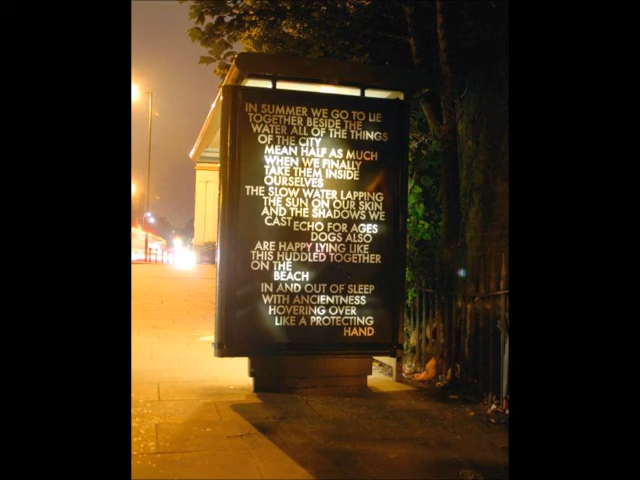 IN SUMMER WE GO TO LIE
TOGETHER BESIDE THE
WATER ALL OF THE THINGS
OF THE CITY
MEAN HALF AS MUCH
WHEN WE FINALLY
TAKE THEM INSIDE
OURSELVES
THE SLOW WATER LAPPING
THE SUN ON OUR SKIN
AND THE SHADOWS WE
CAST ECHO FOR AGES
DOGS ALSO
ARE HAPPY LYING LIKE
THIS HUDDLED TOGETHER
ON THE
BEACH
IN AND OUT OF SLEEP
WITH ANCIENTNESS
HOVERING OVER
LIKE A PROTECTING
HAND